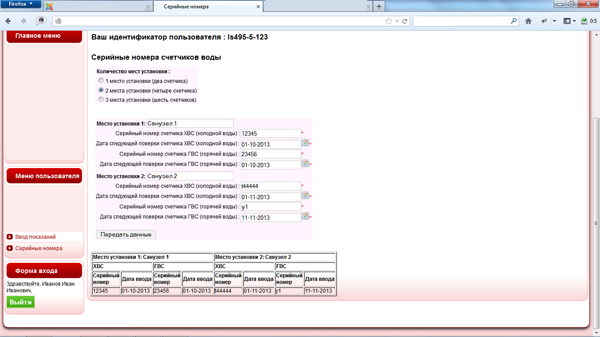 Firefox
Серийные номера
Главное меню
Меню пользователя
Ввод показаний
Серийные номера
Форма входа
Здравствуйте, Иванов Иван
Иванович,
Выйти
Ваш идентификатор пользователя : ls495-5-123
Серийные номера счетчиков воды
Количество мест установки :
1 место установки (два счетчика)
2 места установки (четыре счетчика)
3 места установки (шесть счетчиков)
Место установки 1: Санузел 1
Серийный номер счетчика ХВС (холодной воды): 12345 *
Дата следующей поверки счетчика ХВС (холодной воды): 01-10-2013 *
Серийный номер счетчика ГВС (горячей воды): 23456 *
Дата следующей поверки счетчика ГВС (горячей воды): 01-10-2013 *
Место установки 2: Санузел 2
Серийный номер счетчика ХВС (холодной воды): t44444 *
Дата следующей поверки счетчика ХВС (холодной воды): 01-11-2013 *
Серийный номер счетчика ГВС (горячей воды): y1 *
Дата следующей поверки счетчика ГВС (горячей воды): 11-11-2013 *
Передать данные
Место установки 1: Санузел 1 Место установки 2: Санузел 2
ХВС ГВС ХВС ГВС
Серийный номер Дата ввода Серийный номер Дата ввода Серийный номер Дата ввода Серийный номер Дата ввода
12345 01-10-2013 23456 01-10-2013 t44444 01-11-2013 y1 11-11-2013